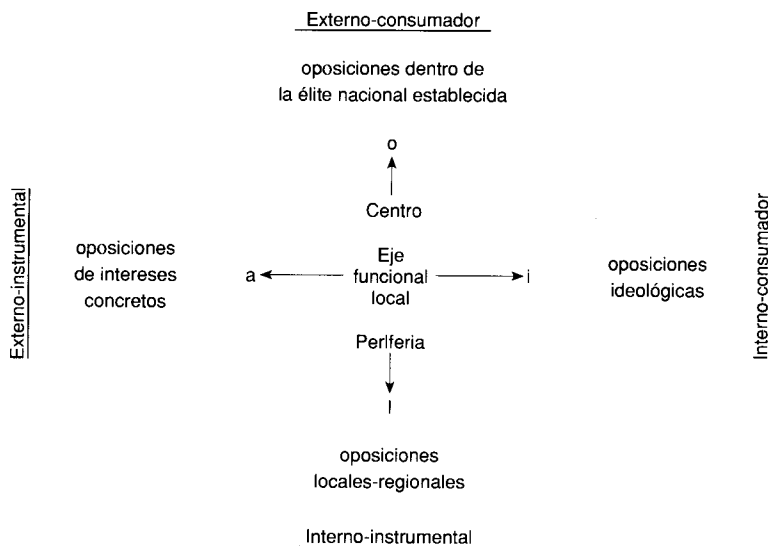 Externo-consumador
oposiciones dentro de
la élite nacional establecida
o
Centro
Externo-instrumental
oposiciones
de intereses
concretos
a
Eje
funcional
local
i
oposiciones
ideológicas
Interno-consumador
Periferia
l
oposiciones
locales-regionales
Interno-instrumental